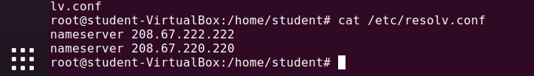 lv.conf
root@student-VirtualBox:/home/student# cat /etc/resolv.conf
nameserver 208.67.222.222
nameserver 208.67.220.220
root@student-VirtualBox:/home/student#